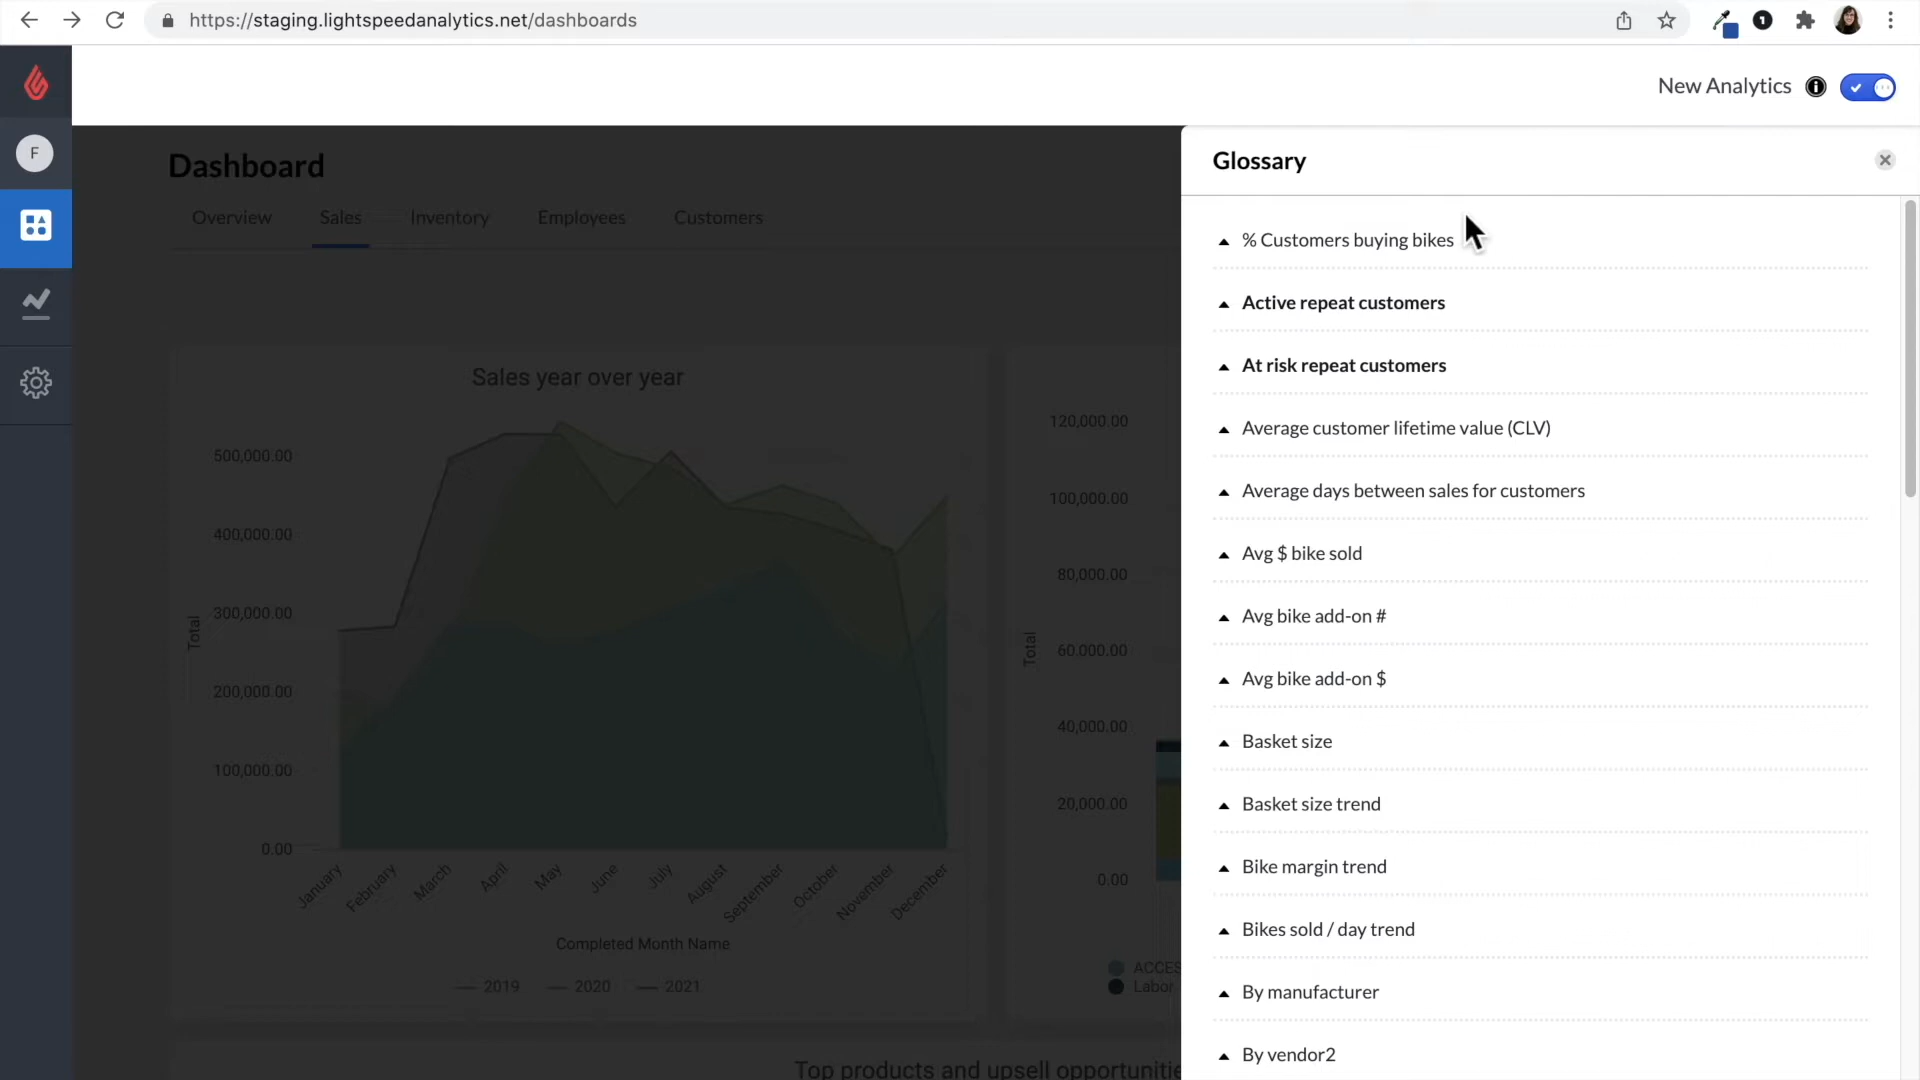 https://staging.lightspeedanalytics.net/dashboards
1
New Analytics
F
Dashboard
Overview
Sales
Inventory
Employees
Customers
Sales year over year
500,000.00
400,000.00
300,000.00
200,000.00
100,000.00
0.00
Total
January
February
March
April
May
June
July
August
September
October
November
December
Completed Month Name
2019
2020
2021
120,000.00
100,000.00
80,000.00
60,000.00
40,000.00
20,000.00
0.00
Total
ACCES
Labor
Top products and upsell opportunitie
Glossary
% Customers buying bikes
Active repeat customers
At risk repeat customers
Average customer lifetime value (CLV)
Average days between sales for customers
Avg $ bike sold
Avg bike add-on #
Avg bike add-on $
Basket size
Basket size trend
Bike margin trend
Bikes sold / day trend
By manufacturer
By vendor2